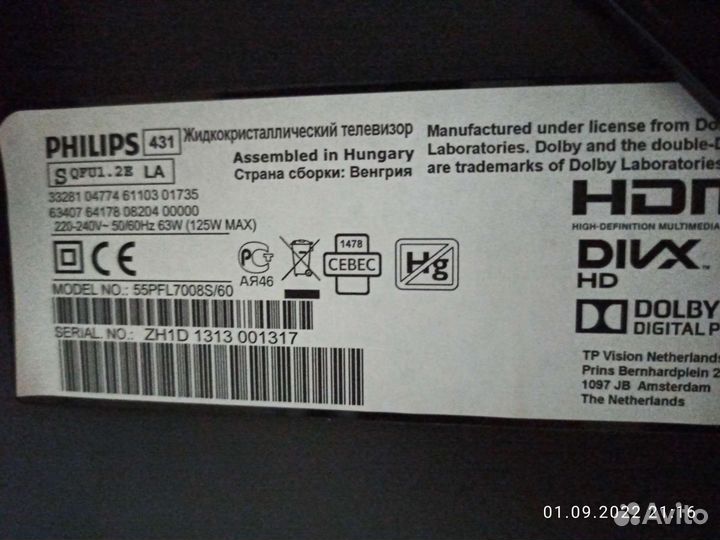 PHILIPS 431 Жидкокристаллический телевизор
S QFU1.2E LA
Assembled in Hungary
Страна сборки: Венгрия
33281 04774 61103 01735
63407 64178 08204 00000
220-240V~ 50/60Hz 63W (125W MAX)
Manufactured under license from Do
Laboratories. Dolby and the double-D
are trademarks of Dolby Laboratories
CE
РСТ
АЯ46
1478
СЕВЕС
Hg
MODEL NO.: 55PFL7008S/60
SERIAL NO.: ZH1D 1313 001317
HDMI
HIGH-DEFINITION MULTIMEDIA
DIVX
HD
DOLBY
DIGITAL P
TP Vision Netherlands
Prins Bernhardplein 2
1097 JB Amsterdam
The Netherlands
01.09.2022 21:16
Avito